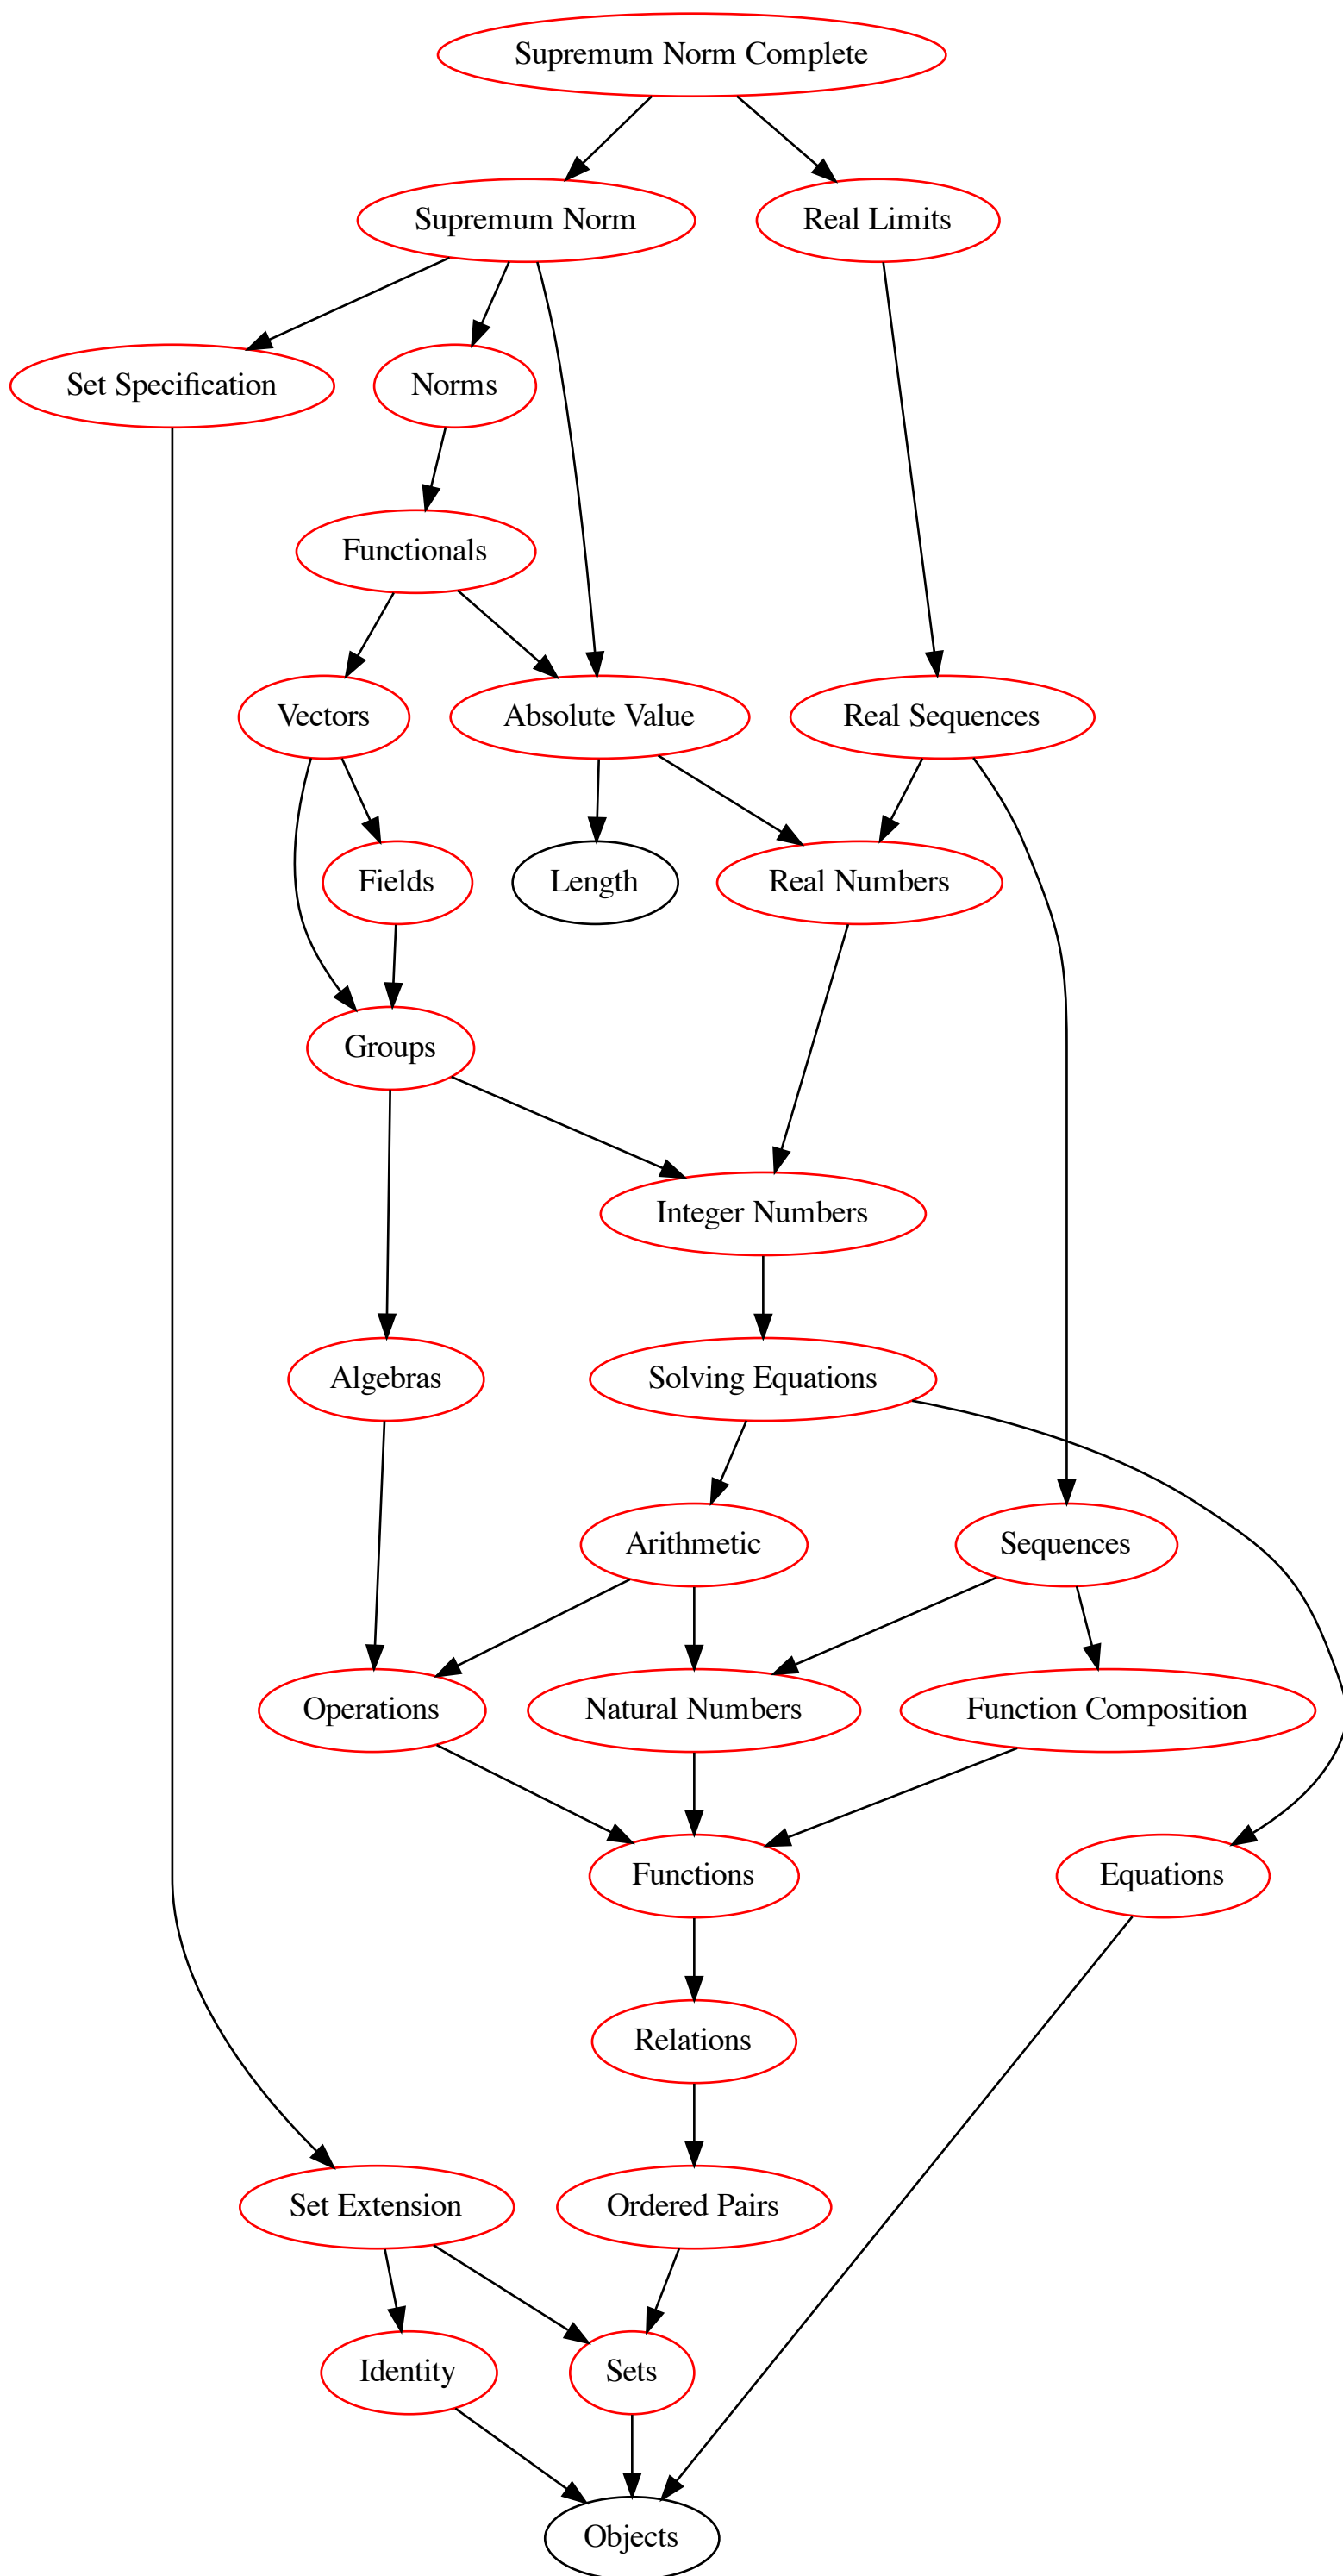 Supremum Norm Complete
Supremum Norm
Real Limits
Set Specification
Norms
Functionals
Vectors
Absolute Value
Real Sequences
Fields
Length
Real Numbers
Groups
Integer Numbers
Algebras
Solving Equations
Arithmetic
Sequences
Operations
Natural Numbers
Function Composition
Functions
Equations
Relations
Set Extension
Ordered Pairs
Identity
Sets
Objects